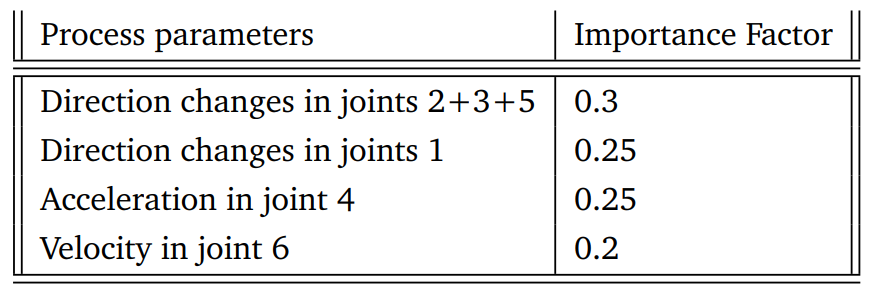 Process parameters Importance Factor
Direction changes in joints 2+3+5 0.3
Direction changes in joints 1 0.25
Acceleration in joint 4 0.25
Velocity in joint 6 0.2